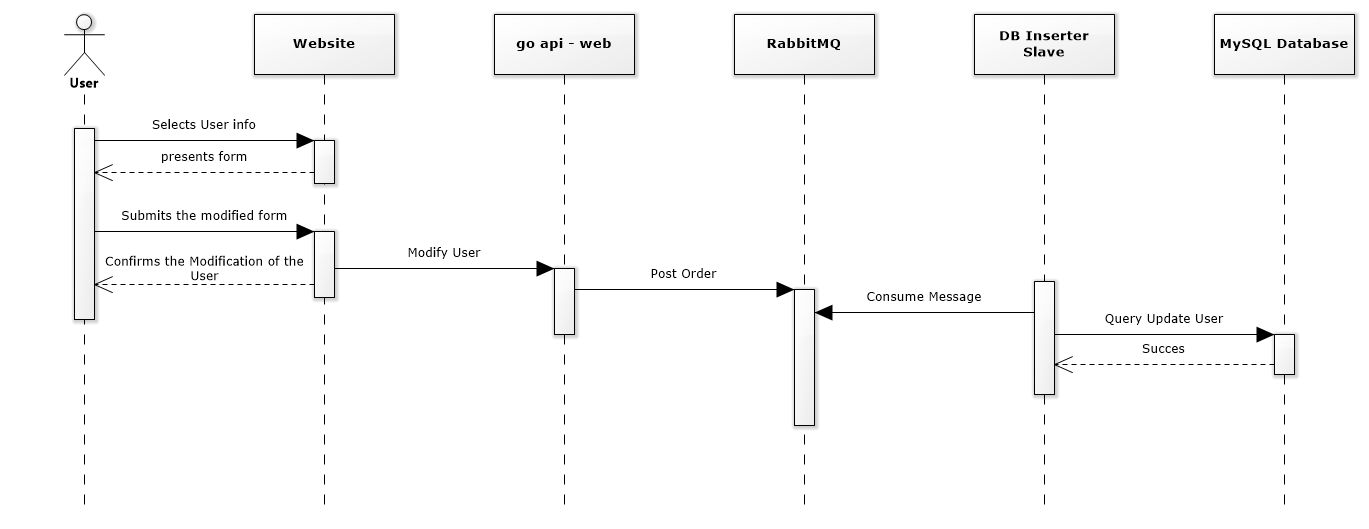 User
Website
go api - web
RabbitMQ
DB Inserter
Slave
MySQL Database
Selects User info
presents form
Submits the modified form
Modify User
Confirms the Modification of the
User
Post Order
Consume Message
Query Update User
Succes